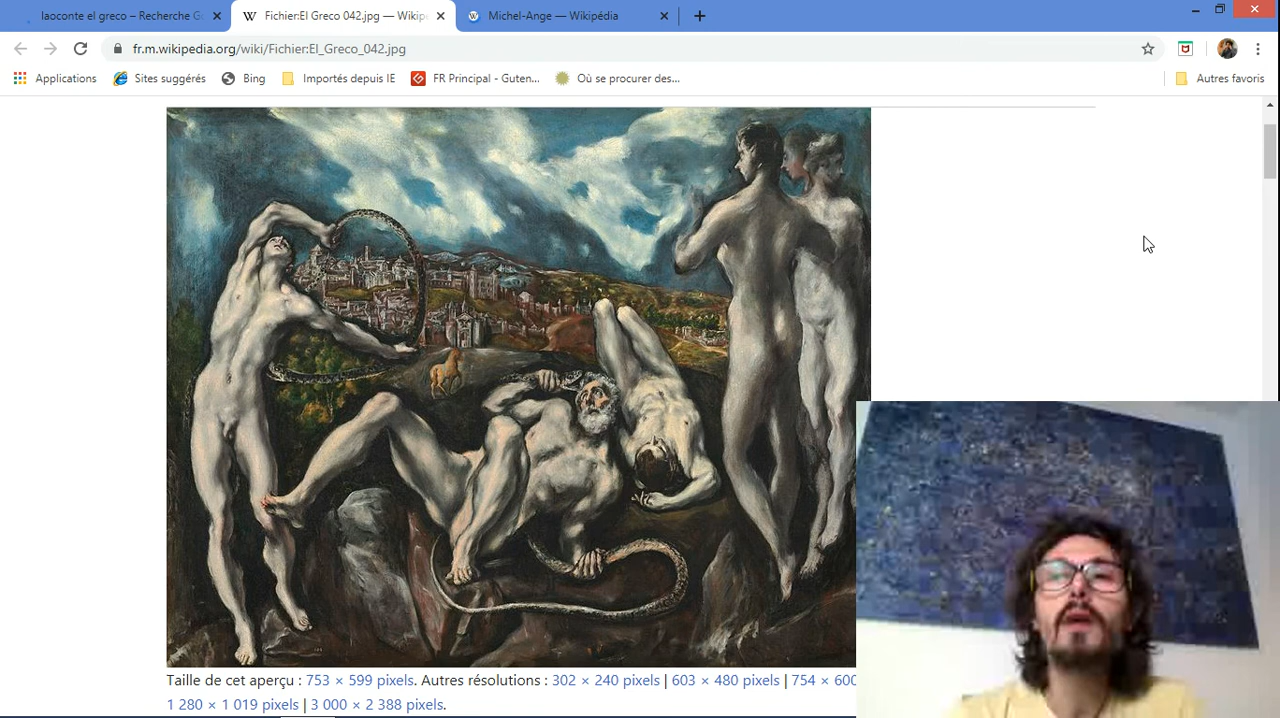 laoconte el greco – Recherche G
Fichier:El Greco 042.jpg — Wikip
Michel-Ange — Wikipédia
fr.m.wikipedia.org/wiki/Fichier:El_Greco_042.jpg
Applications
Sites suggérés
Bing
Importés depuis IE
FR Principal - Guten...
Où se procurer des...
Autres favoris
Taille de cet aperçu : 753 × 599 pixels. Autres résolutions : 302 × 240 pixels | 603 × 480 pixels | 754 × 600
1 280 × 1 019 pixels | 3 000 × 2 388 pixels.